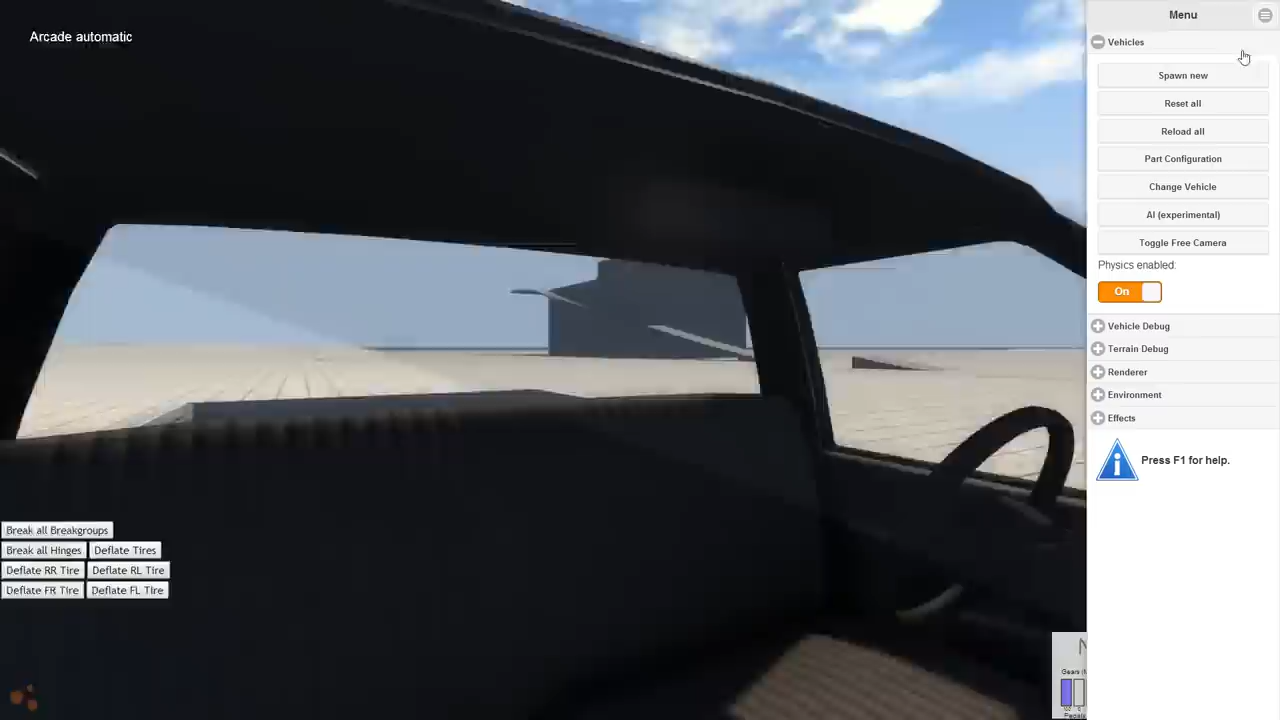 Arcade automatic
Menu
Vehicles
Spawn new
Reset all
Reload all
Part Configuration
Change Vehicle
AI (experimental)
Toggle Free Camera
Physics enabled:
On
Vehicle Debug
Terrain Debug
Renderer
Environment
Effects
Press F1 for help.
Break all Breakgroups
Break all Hinges Deflate Tires
Deflate RR Tire Deflate RL Tire
Deflate FR Tire Deflate FL Tire
Gears